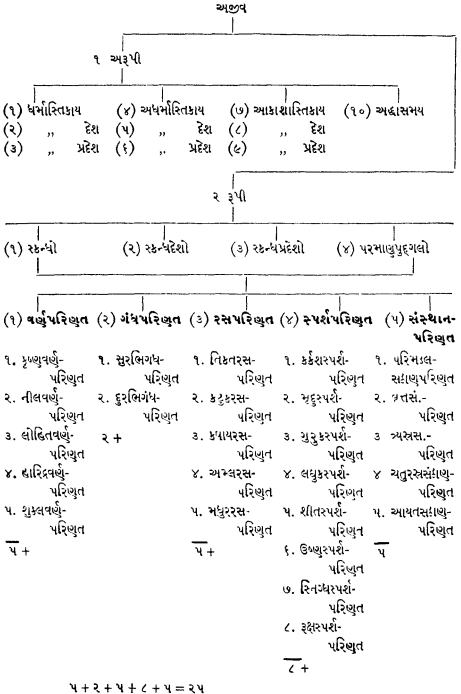 અજીવ
૧ અરૂપી
(૧) ધર્માસ્તિકાય (૪) અધર્માસ્તિકાય (૭) આકાશાસ્તિકાય (૧૦) અદ્ધાસમય
(૨) ,, દેશ (૫) ,, દેશ (૮) ,, દેશ
(૩) ,, પ્રદેશ (૬) ,, પ્રદેશ (૯) ,, પ્રદેશ
૨ રૂપી
(૧) સ્કન્ધો (૨) સ્કન્ધદેશો (૩) સ્કન્ધપ્રદેશો (૪) પરમાણુપુદ્ગલો
(૧) વર્ણપરિણત (૨) ગંધપરિણત (૩) રસપરિણત (૪) સ્પર્શપરિણત (૫) સંસ્થાન-
પરિણત
૧. કૃષ્ણવર્ણ- ૧. સુરભિગંધ- ૧. તિકતરસ- ૧. કર્કશસ્પર્શ- ૧. પરિમંડલ-
પરિણત પરિણત પરિણત પરિણત સઠાણપરિણત
૨. નીલવર્ણ- ૨. દુરભિગંધ- ૨. કટુકરસ- ૨. મૃદુસ્પર્શ- ૨. વૃત્તસં.-
પરિણત પરિણત પરિણત પરિણત પરિણત
૩. લોહિતવર્ણ- ૨ + ૩. કષાયરસ- ૩. ગુરુકસ્પર્શ- ૩ ત્ર્યસ્રસ.-
પરિણત પરિણત પરિણત પરિણત
૪. હારિદ્રવર્ણ- ૪. અમ્લરસ- ૪. લઘુકસ્પર્શ- ૪ ચતુરસ્રસંઠાણ-
પરિણત પરિણત પરિણત પરિણત
૫. શુકલવર્ણ- ૫. મધુરરસ- ૫. શીતસ્પર્શ- ૫. આયતસઠાણ-
પરિણત પરિણત પરિણત પરિણત
૫ + ૫ + ૬. ઉષ્ણસ્પર્શ- ૫
પરિણત
૭. સ્નિગ્ધસ્પર્શ-
પરિણત
૮. રૂક્ષસ્પર્શ-
પરિણત
૮ +
૫ + ૨ + ૫ + ૮ + ૫ = ૨૫